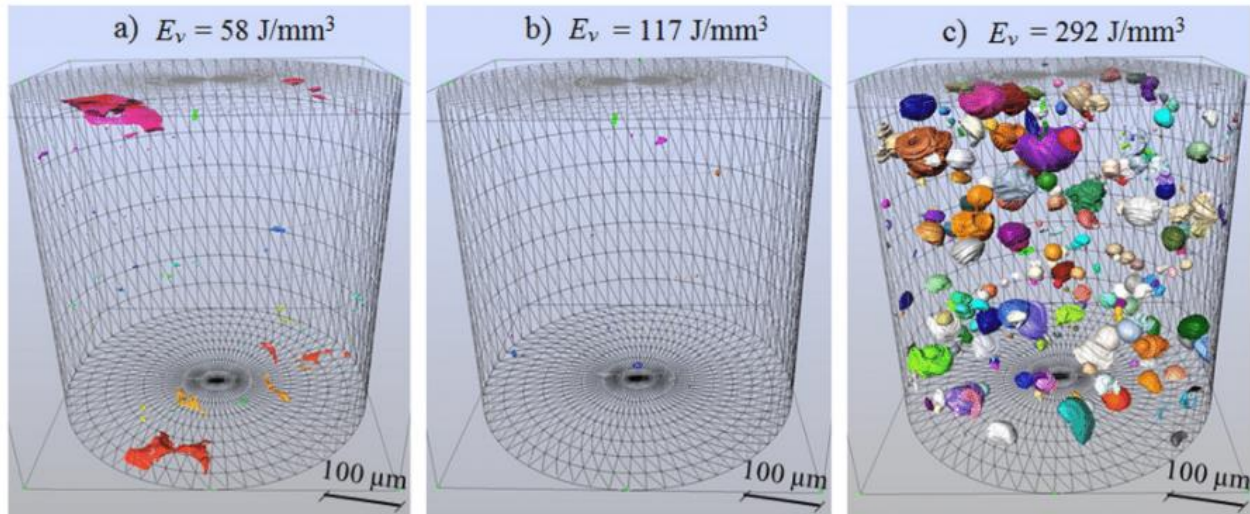 a) Eᵥ = 58 J/mm³
b) Eᵥ = 117 J/mm³
c) Eᵥ = 292 J/mm³
100 µm
100 µm
100 µm